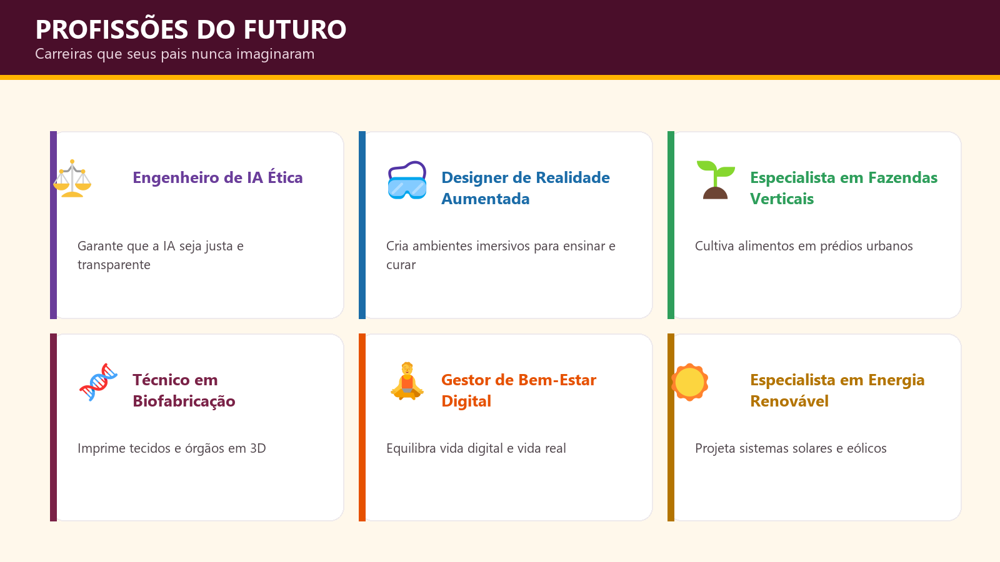 PROFISSÕES DO FUTURO
Carreiras que seus pais nunca imaginaram
Engenheiro de IA Ética
Garante que a IA seja justa e
transparente
Designer de Realidade
Aumentada
Cria ambientes imersivos para ensinar e
curar
Especialista em Fazendas
Verticais
Cultiva alimentos em prédios urbanos
Técnico em
Biofabricação
Imprime tecidos e órgãos em 3D
Gestor de Bem-Estar
Digital
Equilibra vida digital e vida real
Especialista em Energia
Renovável
Projeta sistemas solares e eólicos